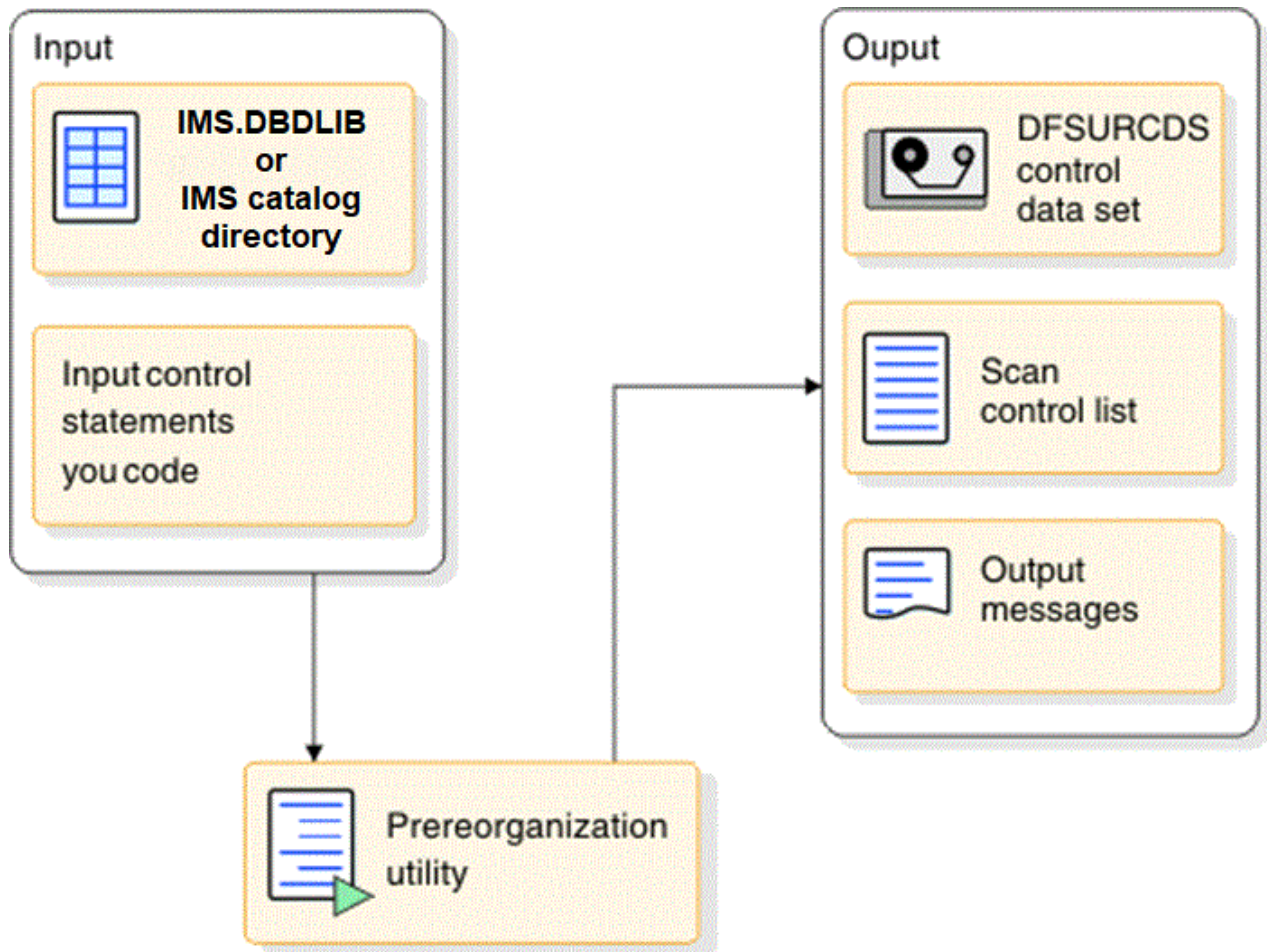 Input
IMS.DBDLIB
or
IMS catalog
directory
Input control
statements
you code
Prereorganization
utility
Ouput
DFSURCDS
control
data set
Scan
control list
Output
messages